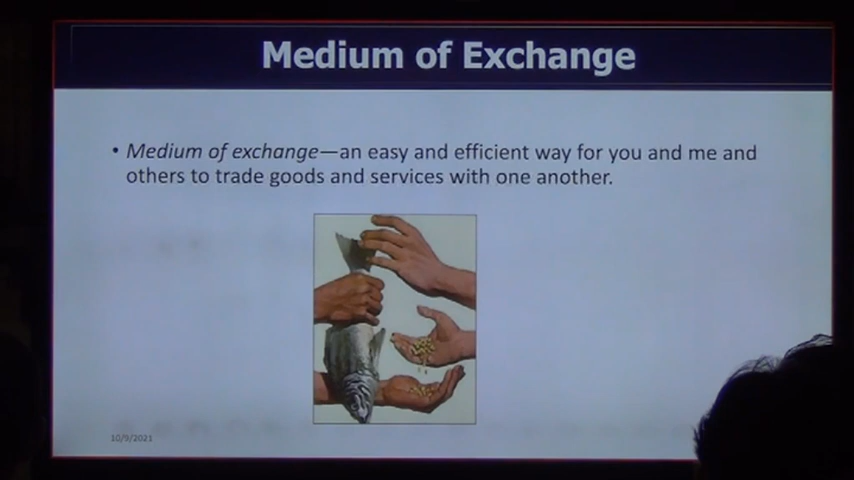 Medium of Exchange
• Medium of exchange—an easy and efficient way for you and me and
others to trade goods and services with one another.
10/9/2021